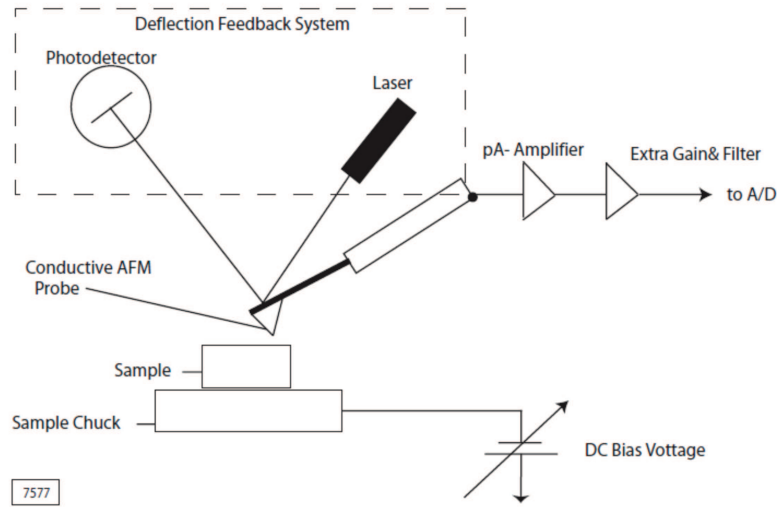 Deflection Feedback System
Photodetector
Laser
pA- Amplifier
Extra Gain& Filter
to A/D
Conductive AFM
Probe
Sample
Sample Chuck
DC Bias Vottage
7577